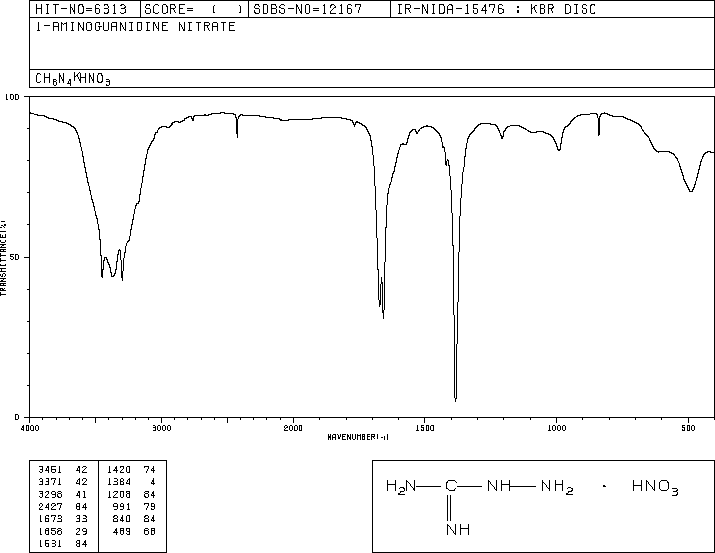 HIT-NO=6313 SCORE= ( ) SDBS-NO=12167 IR-NIDA-15476 : KBR DISC
1-AMINOGUANIDINE NITRATE
CH6N4·HNO3
100
50
0
TRANSMITTANCE(%)
4000 3000 2000 1500 1000 500
WAVENUMBER(-1)
3461 42 1420 74
3371 42 1384 4
3298 41 1208 84
2427 84 991 79
1673 33 840 84
1658 29 489 68
1531 84
H2N C NH NH2 · HNO3
NH